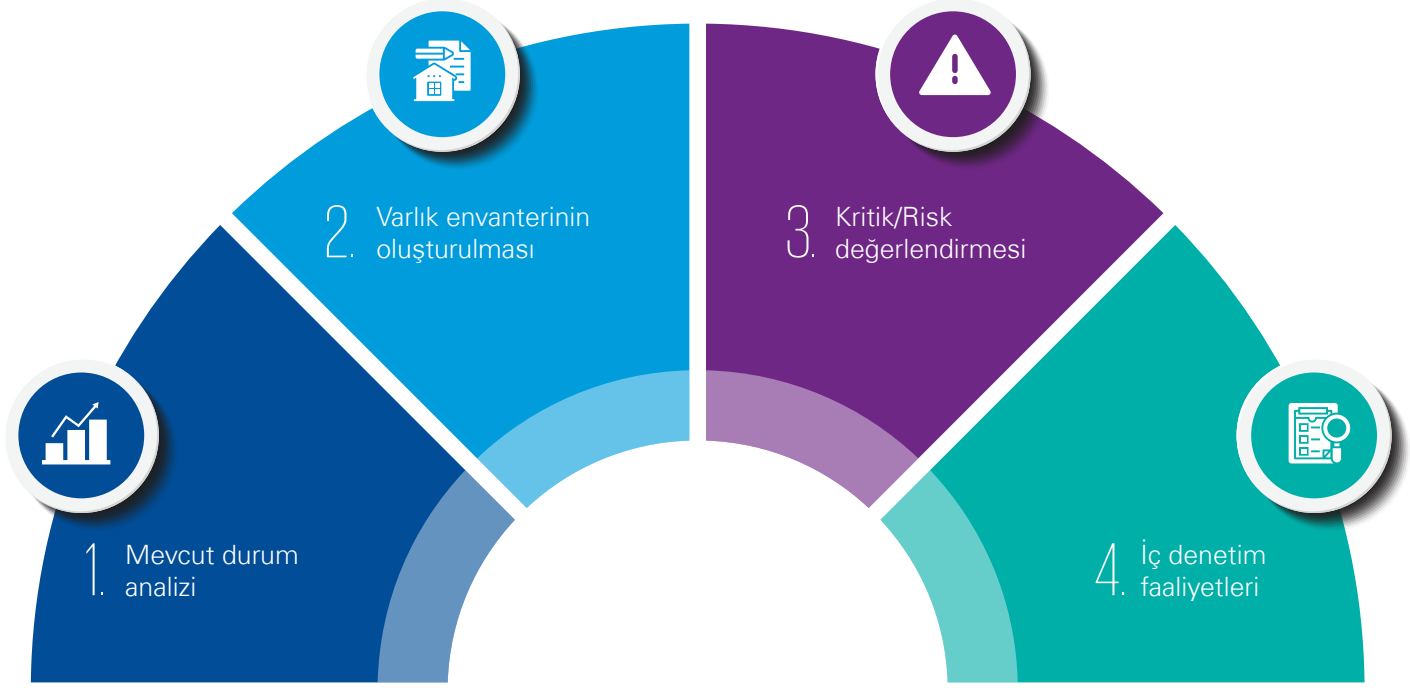 1. Mevcut durum
analizi
2. Varlık envanterinin
oluşturulması
3. Kritik/Risk
değerlendirmesi
4. İç denetim
faaliyetleri